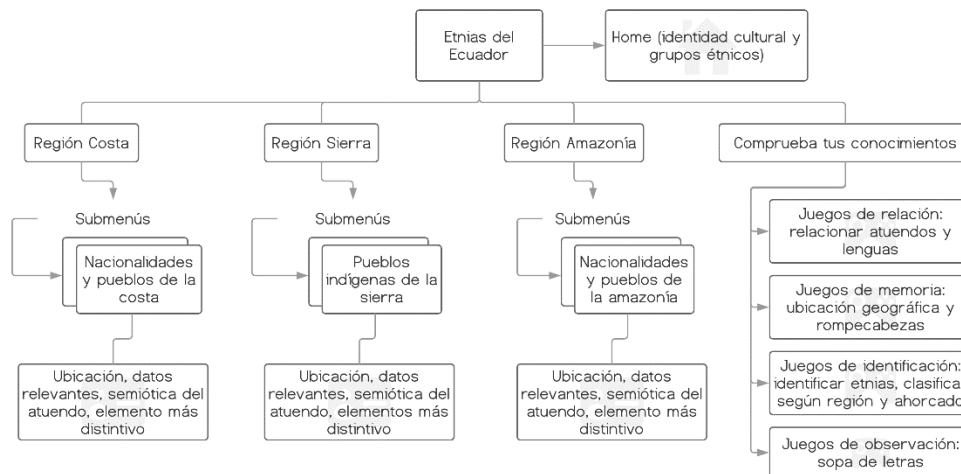 Etnias del
Ecuador
Home (identidad cultural y
grupos étnicos)
Región Costa
Región Sierra
Región Amazonía
Comprueba tus conocimientos
Submenús
Submenús
Submenús
Nacionalidades
y pueblos de la
costa
Pueblos
indígenas de la
sierra
Nacionalidades
y pueblos
de la amazonía
Ubicación, datos
relevantes, semiótica del
atuendo, elemento más
distintivo
Ubicación, datos
relevantes, semiótica del
atuendo, elementos más
distintivo
Ubicación, datos
relevantes, semiótica del
atuendo, elemento más
distintivo
Juegos de relación:
relacionar atuendos y
lenguas
Juegos de memoria:
ubicación geográfica y
rompecabezas
Juegos de identificación:
identificar etnias, clasifica
según región y ahorcado
Juegos de observación:
sopa de letras